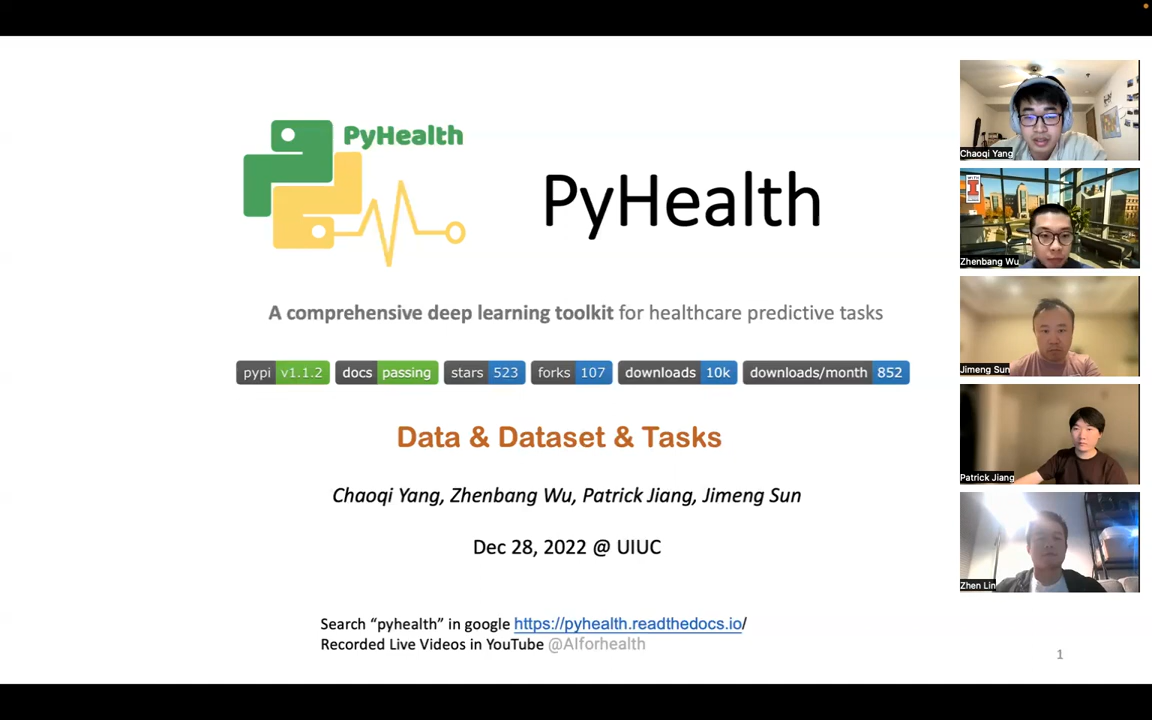 PyHealth
PyHealth
A comprehensive deep learning toolkit for healthcare predictive tasks
pypi v1.1.2 docs passing stars 523 forks 107 downloads 10k downloads/month 852
Data & Dataset & Tasks
Chaoqi Yang, Zhenbang Wu, Patrick Jiang, Jimeng Sun
Dec 28, 2022 @ UIUC
Search “pyhealth” in google https://pyhealth.readthedocs.io/
Recorded Live Videos in YouTube @AIforhealth
1
Chaoqi Yang
Zhenbang Wu
Jimeng Sun
Patrick Jiang
Zhen Lin